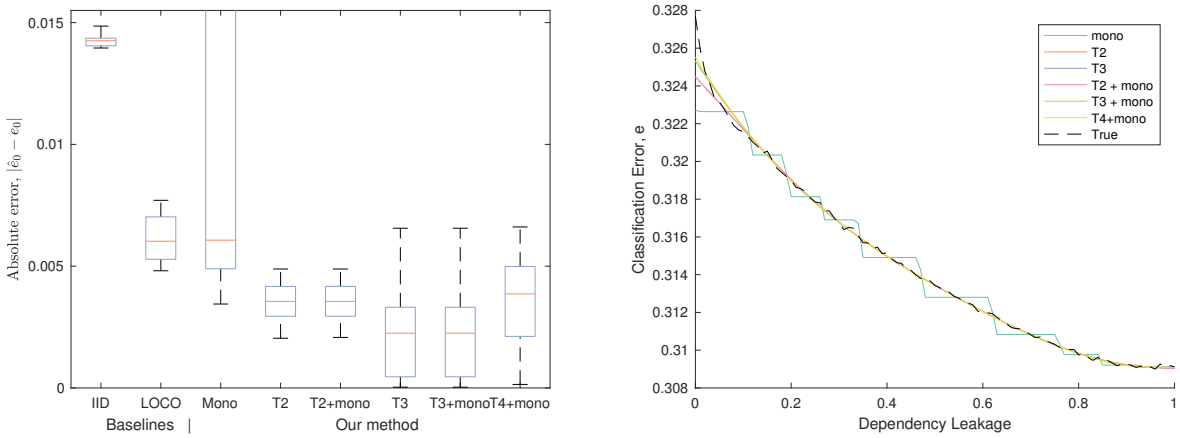 Absolute error, |ê₀ − e₀|
0.015
0.01
0.005
0
IID LOCO Mono T2 T2+mono T3 T3+mono T4+mono
Baselines | Our method
Classification Error, e
0.33
0.328
0.326
0.324
0.322
0.32
0.318
0.316
0.314
0.312
0.31
0.308
0 0.2 0.4 0.6 0.8 1
Dependency Leakage
mono
T2
T3
T2 + mono
T3 + mono
T4+mono
True